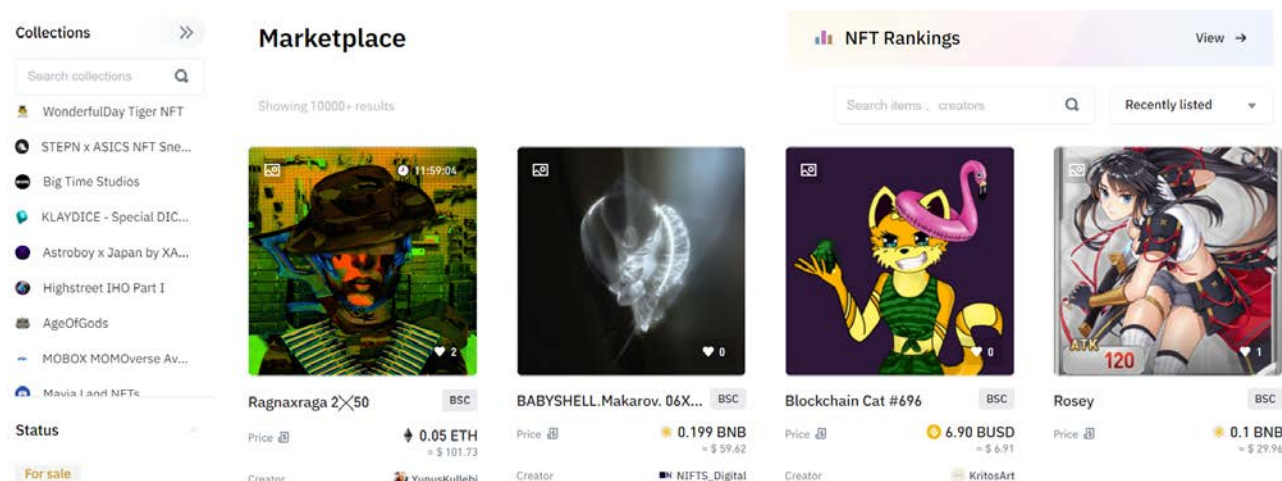 Collections
Search collections
WonderfulDay Tiger NFT
STEPN x ASICS NFT Sne...
Big Time Studios
KLAYDICE - Special DIC...
Astroboy x Japan by XA...
Highstreet IHO Part I
AgeOfGods
MOBOX MOMOverse Av...
Mavia Land NFTs
Status
For sale
Marketplace
NFT Rankings
View →
Showing 10000+ results
Search items 、 creators
Recently listed
11:59:04
2
Ragnaxraga 2╳50
BSC
Price
0.05 ETH
≈ $ 101.73
Creator
YunusKullebi
0
BABYSHELL.Makarov. 06X...
BSC
Price
0.199 BNB
≈ $ 59.62
Creator
NIFTS_Digital
0
Blockchain Cat #696
BSC
Price
6.90 BUSD
≈ $ 6.91
Creator
KritosArt
ATK
120
1
Rosey
BSC
Price
0.1 BNB
≈ $ 29.96